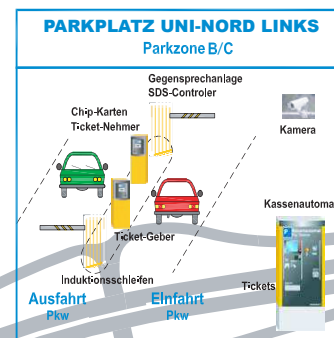 PARKPLATZ UNI-NORD LINKS
Parkzone B/C
Gegensprechanlage
SDS-Controler
Chip-Karten
Ticket-Nehmer
Kamera
Kassenautoma
Ticket-Geber
Tickets
Induktionsschleifen
Ausfahrt
Pkw
Einfahrt
Pkw